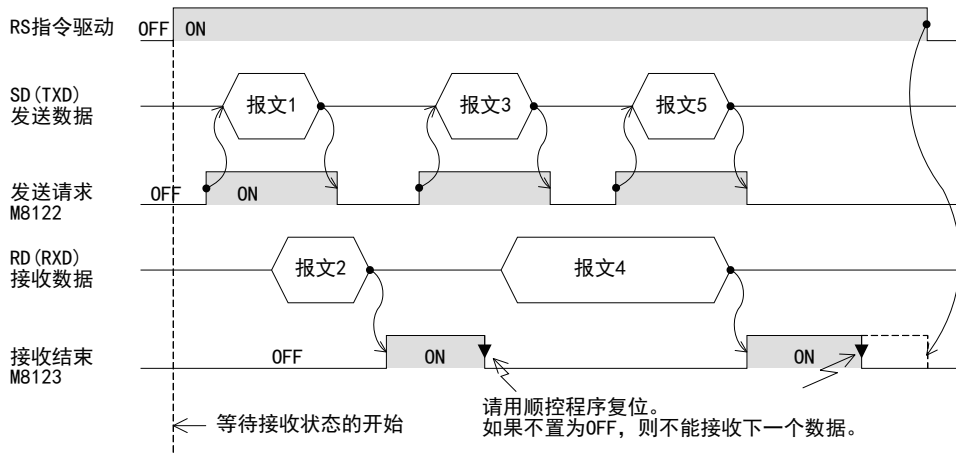 RS指令驱动
OFF
ON
SD(TXD)
发送数据
报文1
报文3
报文5
发送请求
M8122
OFF
ON
RD(RXD)
接收数据
报文2
报文4
接收结束
M8123
OFF
ON
ON
请用顺控程序复位。
如果不置为OFF，则不能接收下一个数据。
等待接收状态的开始